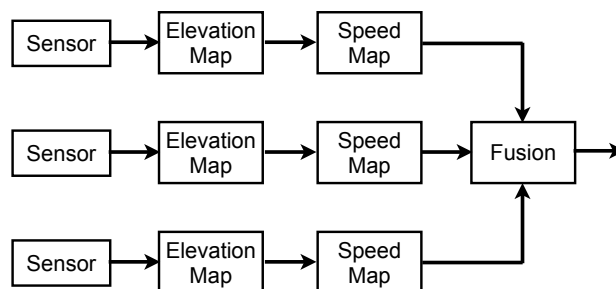 Sensor
Elevation
Map
Speed
Map
Sensor
Elevation
Map
Speed
Map
Fusion
Sensor
Elevation
Map
Speed
Map